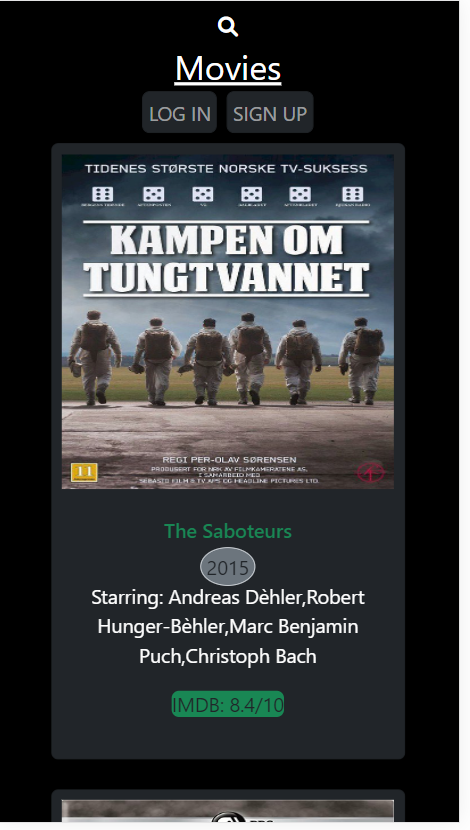 Movies
LOG IN SIGN UP
TIDENES STØRSTE NORSKE TV-SUKSESS
KAMPEN OM
TUNGTVANNET
REGI PER-OLAV SØRENSEN
PRODUSERT FOR NRK AV FILMKAMERATENE AS,
I SAMARBEID MED
SEBASTO FILM & TV APS OG HEADLINE PICTURES LTD.
11
The Saboteurs
2015
Starring: Andreas Dèhler,Robert
Hunger-Bèhler,Marc Benjamin
Puch,Christoph Bach
IMDB: 8.4/10